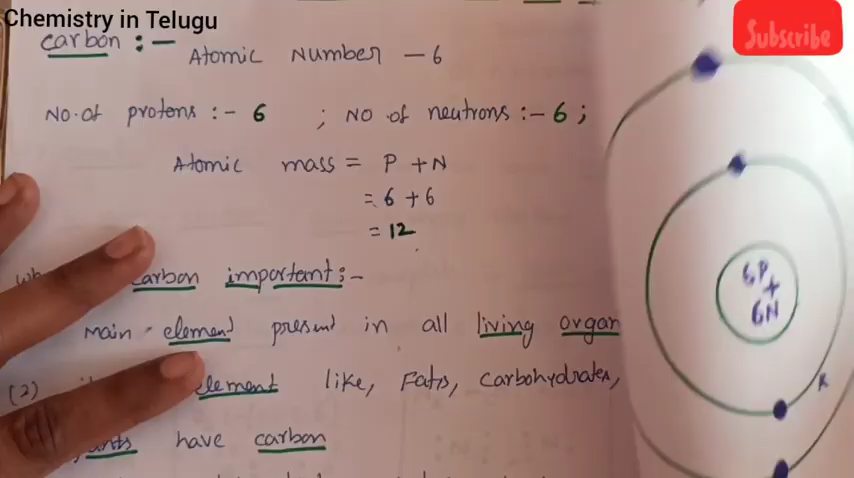 Chemistry in Telugu
Subscribe
Carbon :-
Atomic Number - 6
No. of protons :- 6 ; No of neutrons :- 6 ;
Atomic mass = P + N
= 6 + 6
= 12
carbon important :-
main element present in all living organ
(2) element like, Fats, carbohydrates,
have carbon
6P
+
6N
K